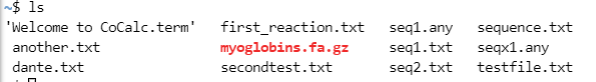 ~$ ls
'Welcome to CoCalc.term' first_reaction.txt seq1.any sequence.txt
another.txt myoglobins.fa.gz seq1.txt seqx1.any
dante.txt secondtest.txt seq2.txt testfile.txt